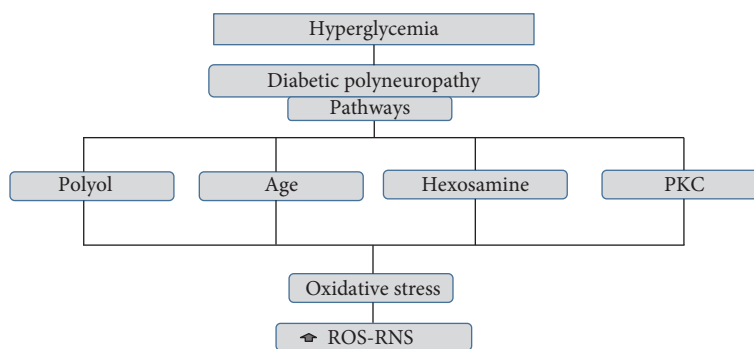 Hyperglycemia
Diabetic polyneuropathy
Pathways
Polyol
Age
Hexosamine
PKC
Oxidative stress
ROS-RNS